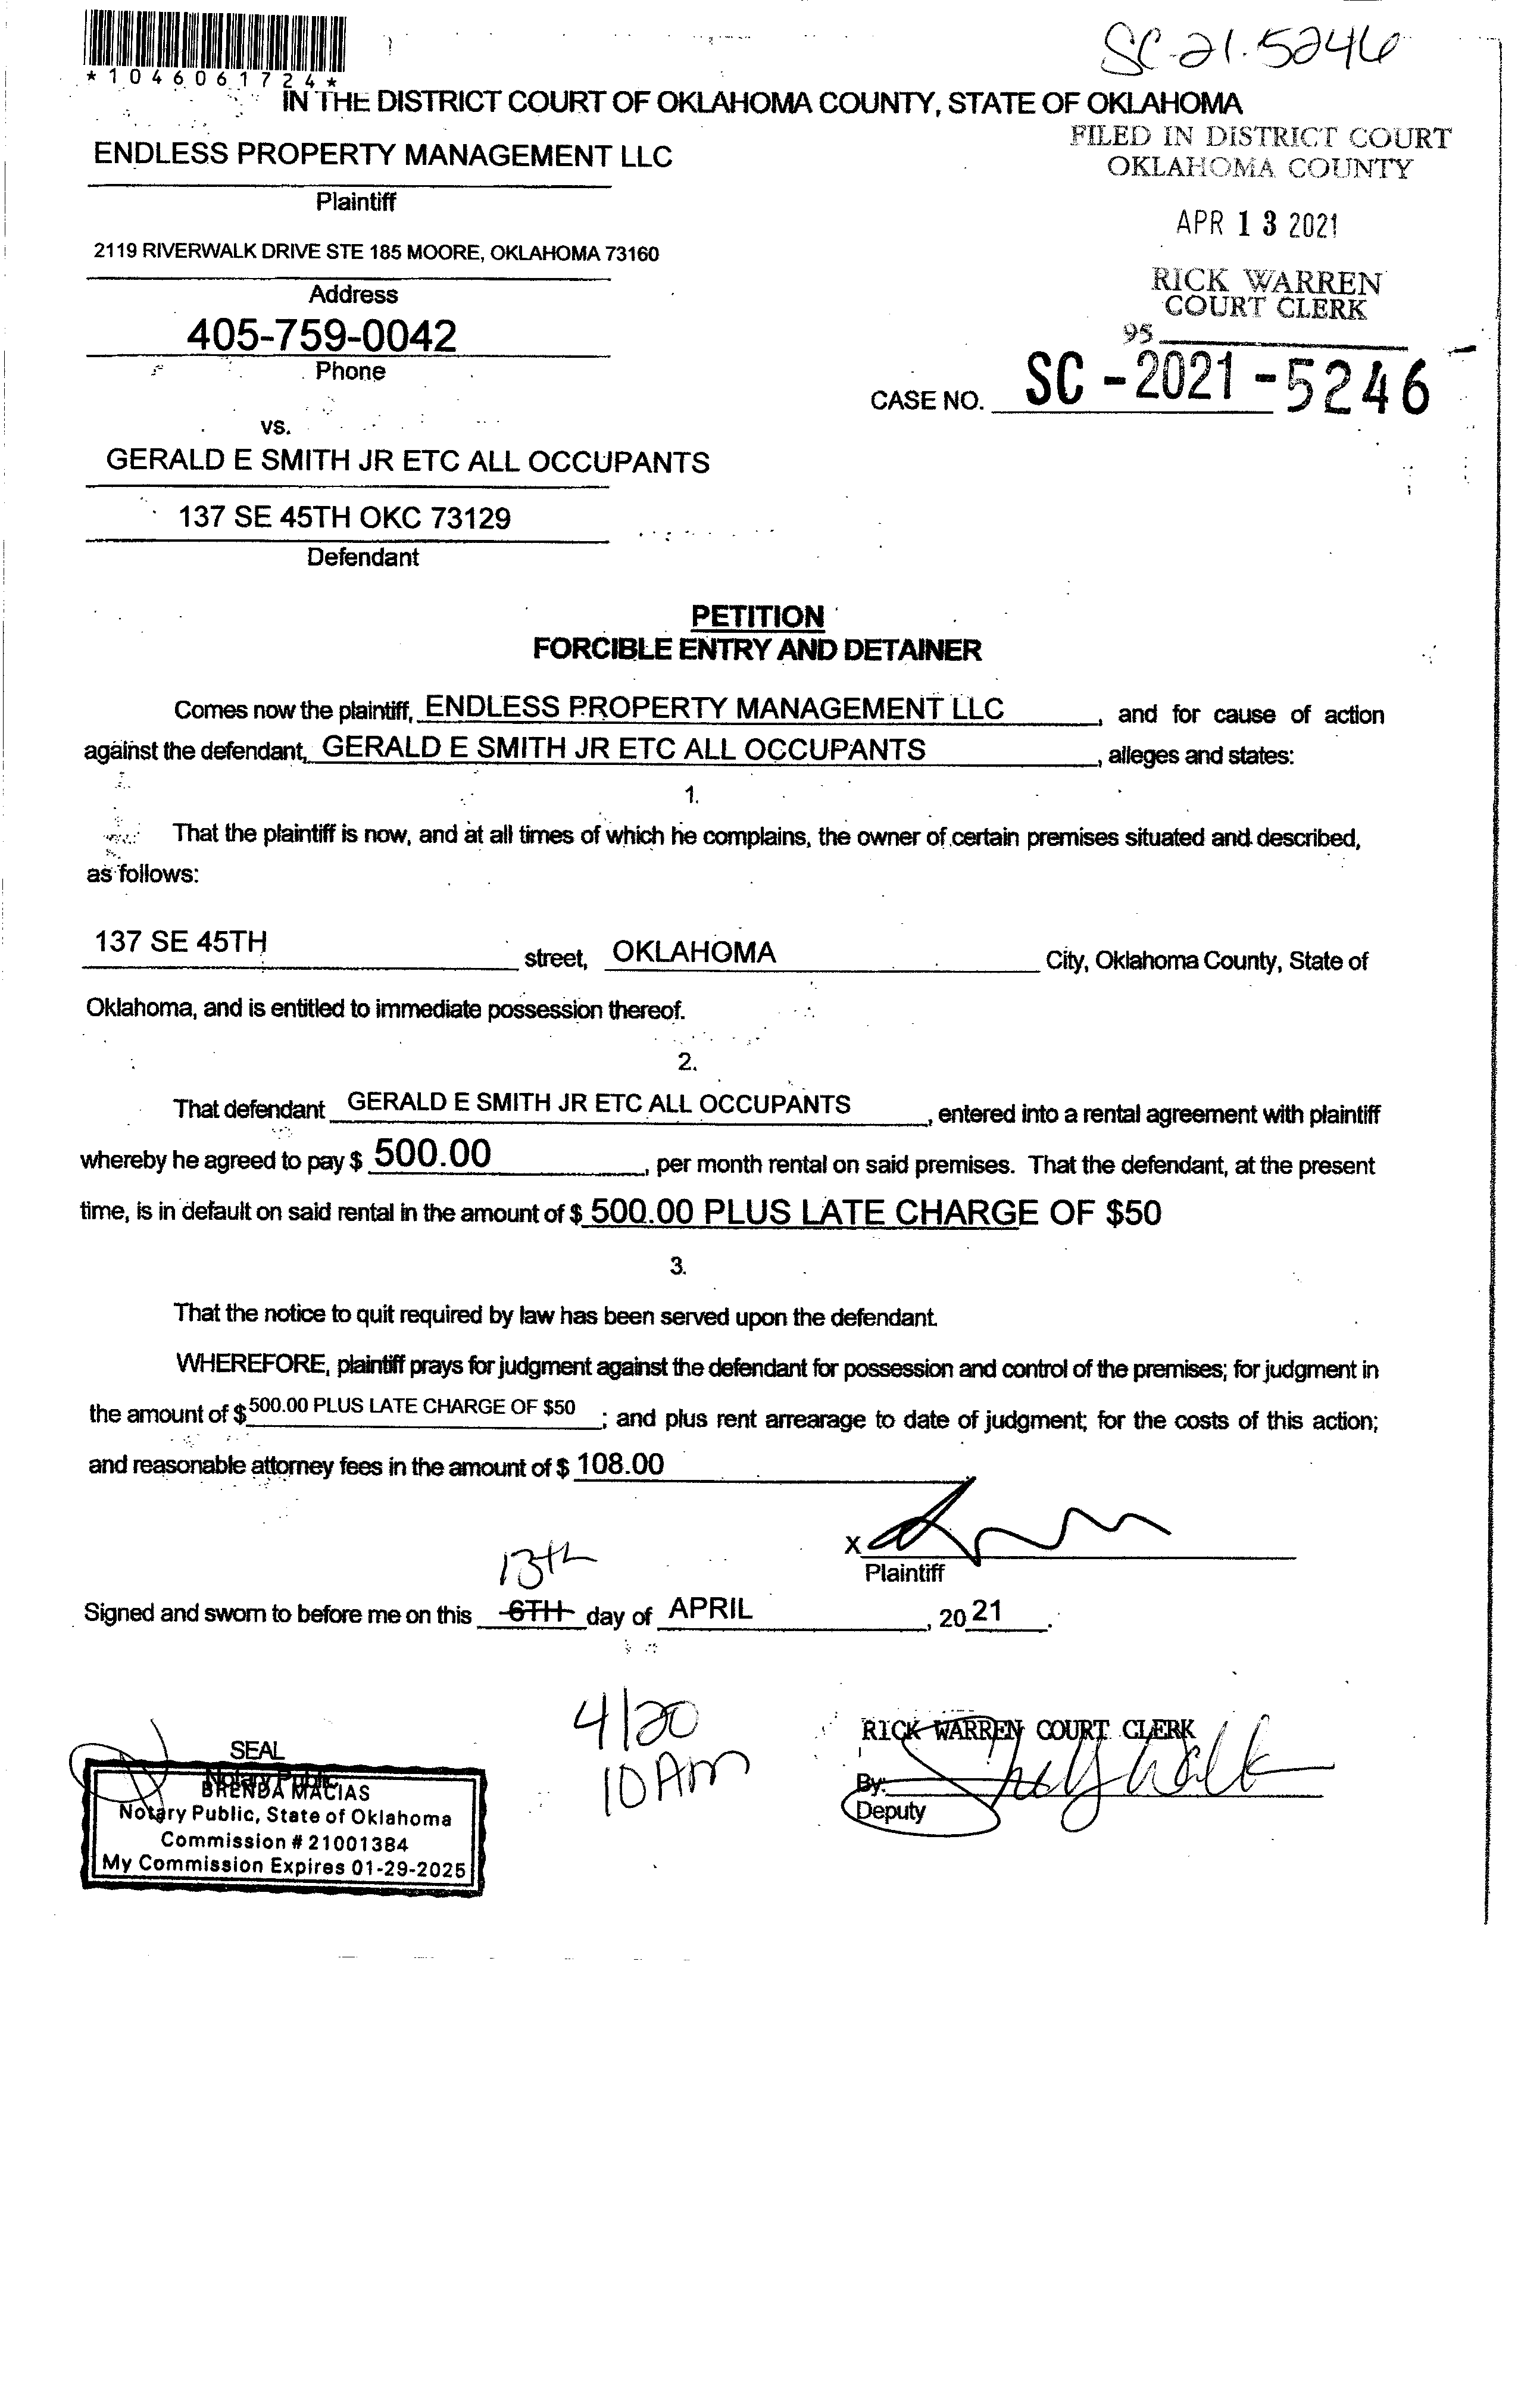 SC-21-5246
*1046061724*
IN THE DISTRICT COURT OF OKLAHOMA COUNTY, STATE OF OKLAHOMA
FILED IN DISTRICT COURT
OKLAHOMA COUNTY
ENDLESS PROPERTY MANAGEMENT LLC
Plaintiff
APR 13 2021
2119 RIVERWALK DRIVE STE 185 MOORE, OKLAHOMA 73160
Address
RICK WARREN
COURT CLERK
405-759-0042
Phone
95
CASE NO. SC-2021-5246
VS.
GERALD E SMITH JR ETC ALL OCCUPANTS
137 SE 45TH OKC 73129
Defendant
PETITION
FORCIBLE ENTRY AND DETAINER
Comes now the plaintiff, ENDLESS PROPERTY MANAGEMENT LLC, and for cause of action
against the defendant, GERALD E SMITH JR ETC ALL OCCUPANTS, alleges and states:
1.
That the plaintiff is now, and at all times of which he complains, the owner of certain premises situated and described,
as follows:
137 SE 45TH street, OKLAHOMA City, Oklahoma County, State of
Oklahoma, and is entitled to immediate possession thereof.
2.
That defendant GERALD E SMITH JR ETC ALL OCCUPANTS, entered into a rental agreement with plaintiff
whereby he agreed to pay $ 500.00, per month rental on said premises. That the defendant, at the present
time, is in default on said rental in the amount of $ 500.00 PLUS LATE CHARGE OF $50
3.
That the notice to quit required by law has been served upon the defendant.
WHEREFORE, plaintiff prays for judgment against the defendant for possession and control of the premises; for judgment in
the amount of $500.00 PLUS LATE CHARGE OF $50; and plus rent arrearage to date of judgment; for the costs of this action;
and reasonable attorney fees in the amount of $ 108.00
X
Plaintiff
13th
Signed and sworn to before me on this 6TH day of APRIL, 2021.
4/20
10 Am
RICK WARREN COURT CLERK
By:
Deputy
SEAL
Notary Public
BRENDA MACIAS
Notary Public, State of Oklahoma
Commission # 21001384
My Commission Expires 01-29-2025